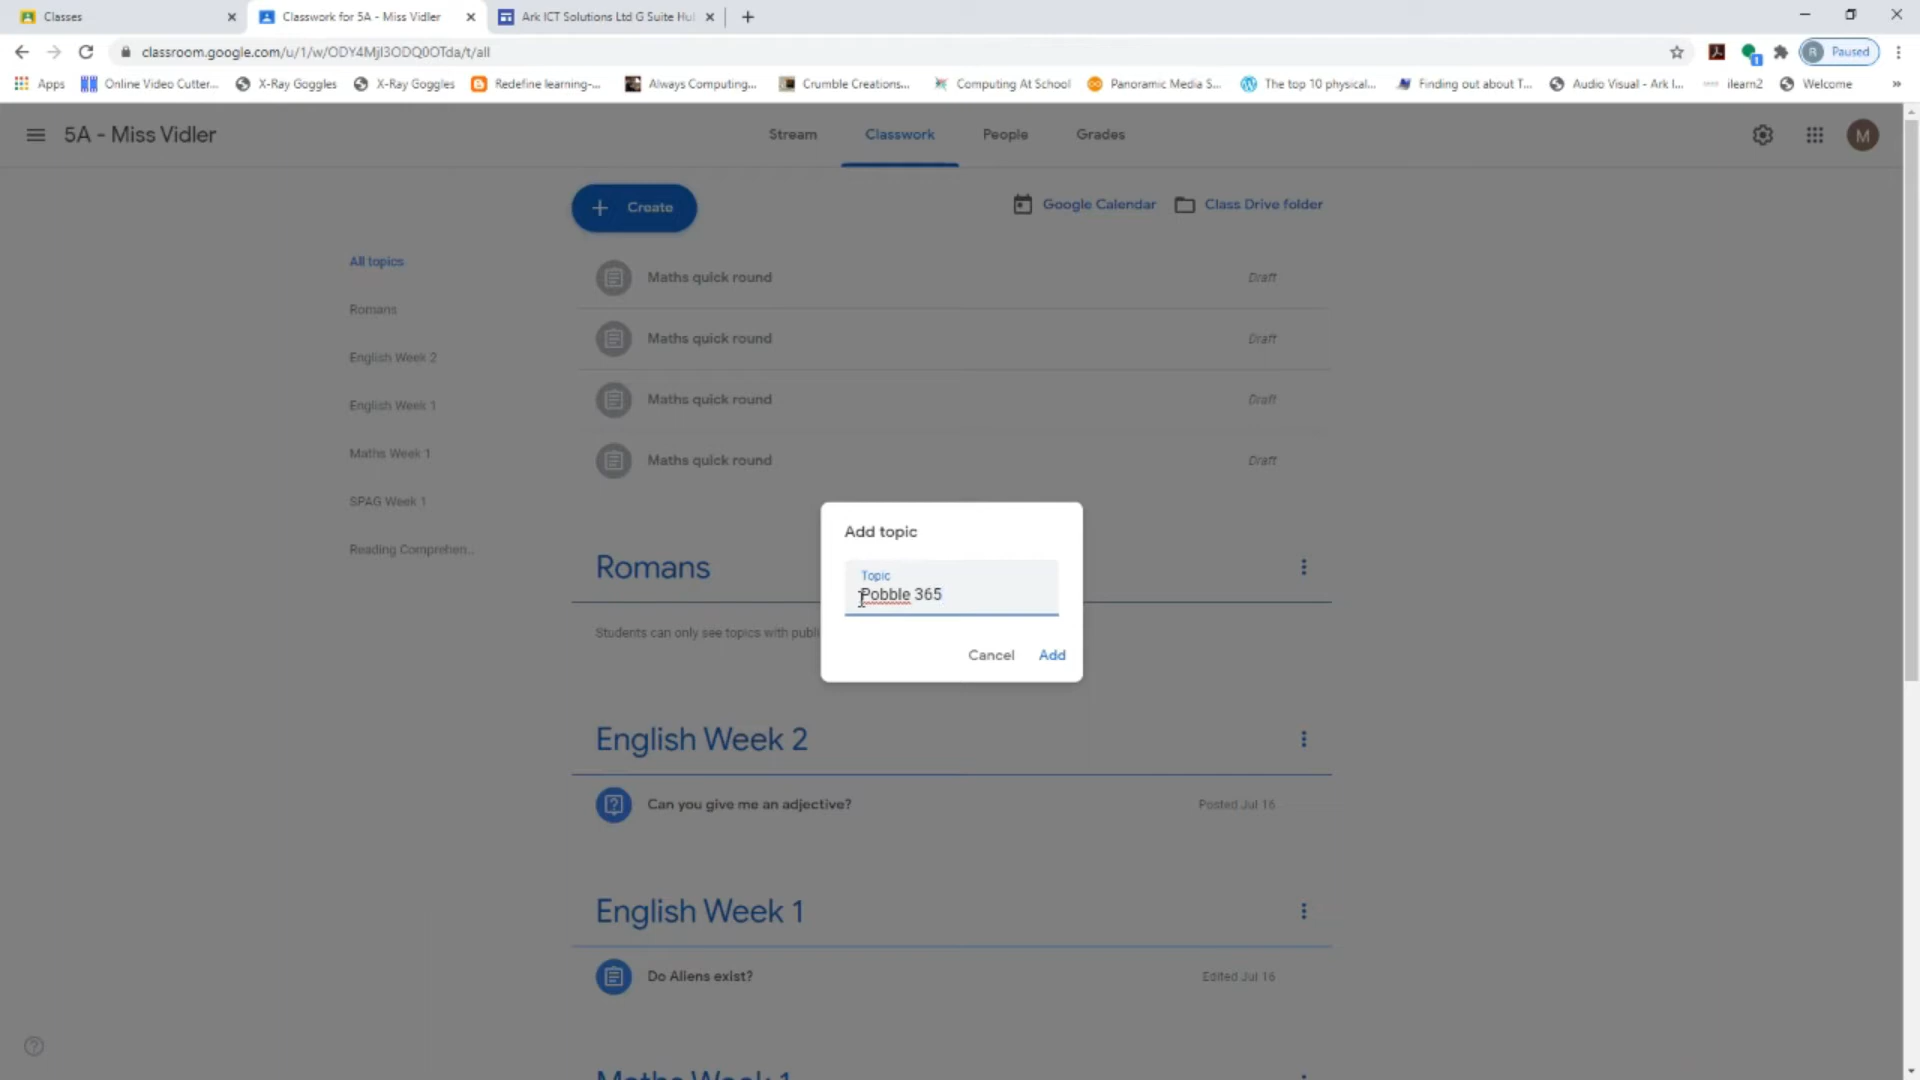 Classes
Classwork for 5A - Miss Vidler
Ark ICT Solutions Ltd G Suite Hu
classroom.google.com/u/1/w/ODY4MjI3ODQ0OTda/t/all
Paused
Apps
Online Video Cutter...
X-Ray Goggles
X-Ray Goggles
Redefine learning-...
Always Computing...
Crumble Creations...
Computing At School
Panoramic Media S...
The top 10 physical...
Finding out about T...
Audio Visual - Ark I...
ilearn2
Welcome
5A - Miss Vidler
Stream
Classwork
People
Grades
M
Create
Google Calendar
Class Drive folder
All topics
Romans
English Week 2
English Week 1
Maths Week 1
SPAG Week 1
Reading Comprehen...
Maths quick round
Draft
Maths quick round
Draft
Maths quick round
Draft
Maths quick round
Draft
Add topic
Topic
Pobble 365
Cancel
Add
Romans
Students can only see topics with publi
English Week 2
Can you give me an adjective?
Posted Jul 16
English Week 1
Do Aliens exist?
Edited Jul 16
Maths Week 1